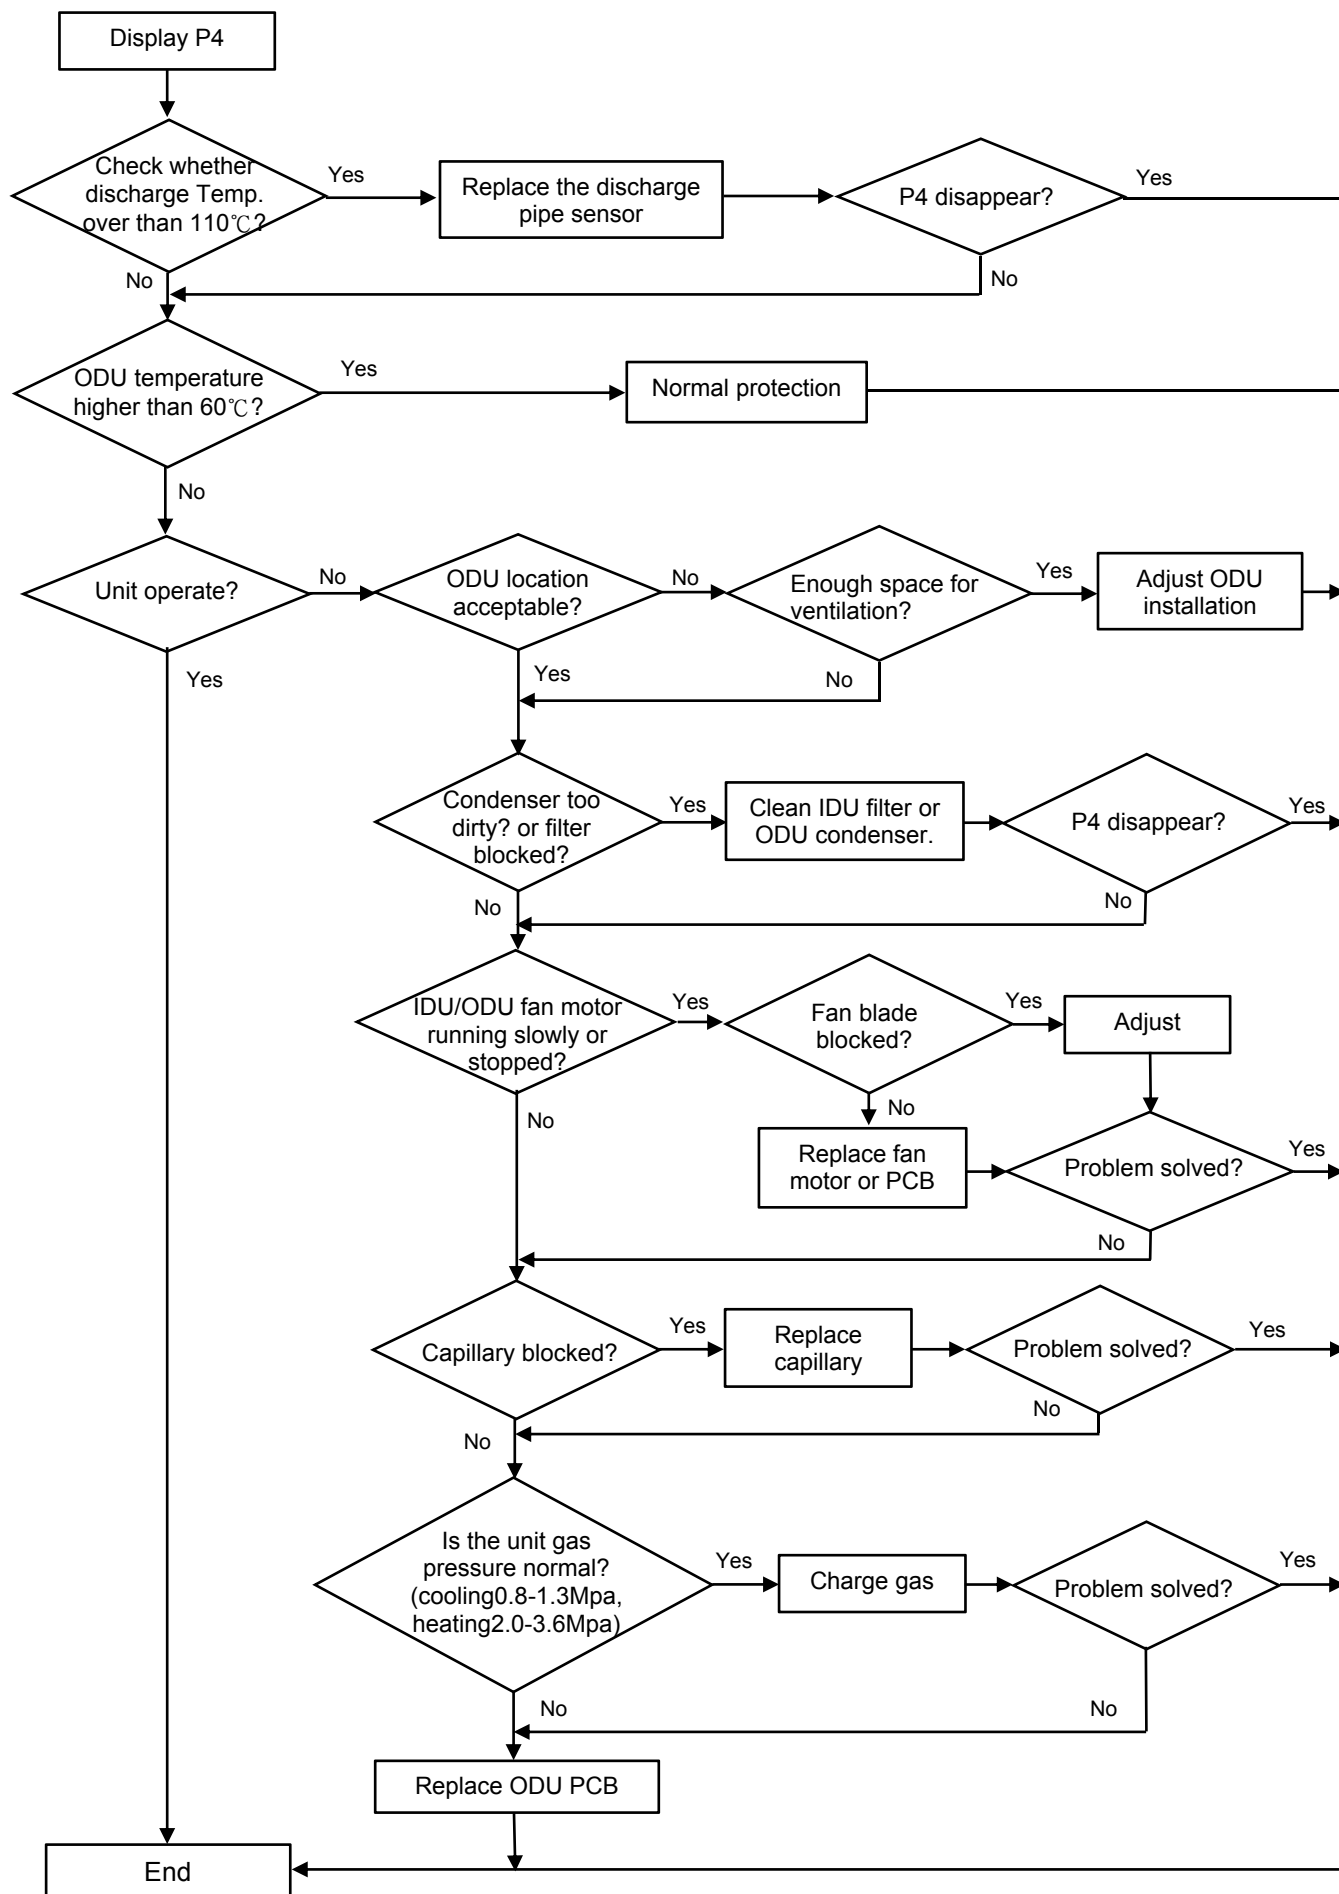 Display P4
Check whether
discharge Temp.
over than 110℃?
Yes
Replace the discharge
pipe sensor
P4 disappear?
Yes
No
No
ODU temperature
higher than 60℃?
Yes
Normal protection
No
Unit operate?
No
ODU location
acceptable?
No
Enough space for
ventilation?
Yes
Adjust ODU
installation
Yes
Yes
No
Condenser too
dirty? or filter
blocked?
Yes
Clean IDU filter or
ODU condenser.
P4 disappear?
Yes
No
No
IDU/ODU fan motor
running slowly or
stopped?
Yes
Fan blade
blocked?
Yes
Adjust
No
No
Replace fan
motor or PCB
Problem solved?
Yes
No
Capillary blocked?
Yes
Replace
capillary
Problem solved?
Yes
No
No
Is the unit gas
pressure normal?
(cooling0.8-1.3Mpa,
heating2.0-3.6Mpa)
Yes
Charge gas
Problem solved?
Yes
No
No
Replace ODU PCB
End